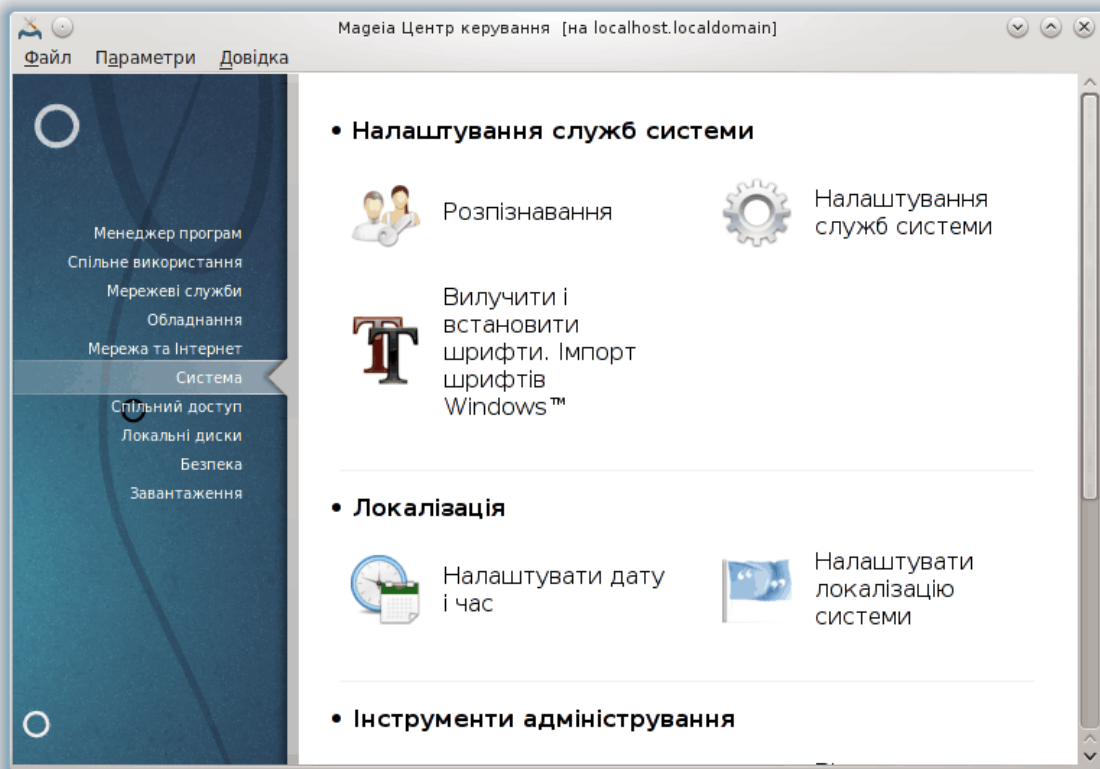 Mageia Центр керування [на localhost.localdomain]
Файл Параметри Довідка
Менеджер програм
Спільне використання
Мережеві служби
Обладнання
Мережа та Інтернет
Система
Спільний доступ
Локальні диски
Безпека
Завантаження
• Налаштування служб системи
Розпізнавання
Налаштування
служб системи
Вилучити і
встановити
шрифти. Імпорт
шрифтів
Windows™
• Локалізація
Налаштувати дату
і час
Налаштувати
локалізацію
системи
• Інструменти адміністрування